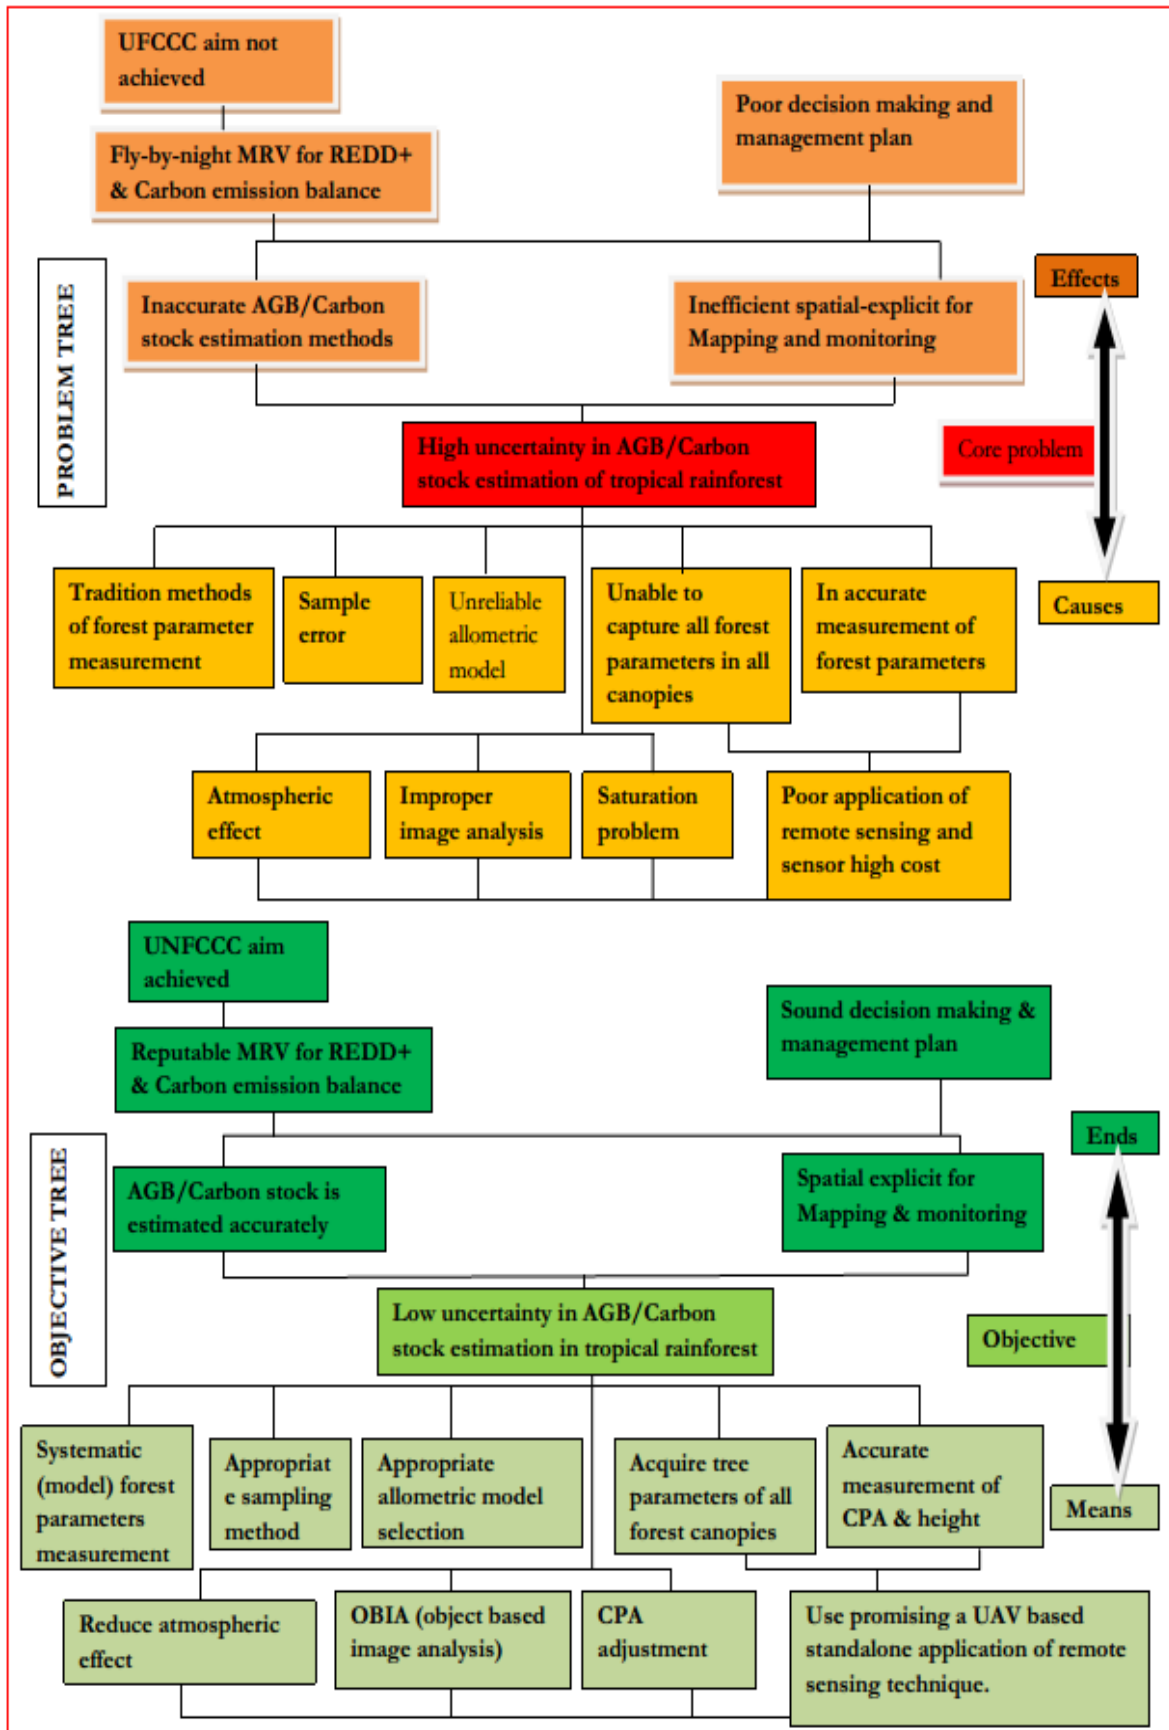 UFCCC aim not
achieved
Poor decision making and
management plan
Fly-by-night MRV for REDD+
& Carbon emission balance
PROBLEM TREE
Effects
Inaccurate AGB/Carbon
stock estimation methods
Inefficient spatial-explicit for
Mapping and monitoring
High uncertainty in AGB/Carbon
stock estimation of tropical rainforest
Core problem
Tradition methods
of forest parameter
measurement
Sample
error
Unreliable
allometric
model
Unable to
capture all forest
parameters in all
canopies
In accurate
measurement of
forest parameters
Causes
Atmospheric
effect
Improper
image analysis
Saturation
problem
Poor application of
remote sensing and
sensor high cost
UNFCCC aim
achieved
Sound decision making &
management plan
Reputable MRV for REDD+
& Carbon emission balance
OBJECTIVE TREE
Ends
AGB/Carbon stock is
estimated accurately
Spatial explicit for
Mapping & monitoring
Low uncertainty in AGB/Carbon
stock estimation in tropical rainforest
Objective
Systematic
(model) forest
parameters
measurement
Appropriat
e sampling
method
Appropriate
allometric model
selection
Acquire tree
parameters of all
forest canopies
Accurate
measurement of
CPA & height
Means
Reduce atmospheric
effect
OBIA (object based
image analysis)
CPA
adjustment
Use promising a UAV based
standalone application of remote
sensing technique.